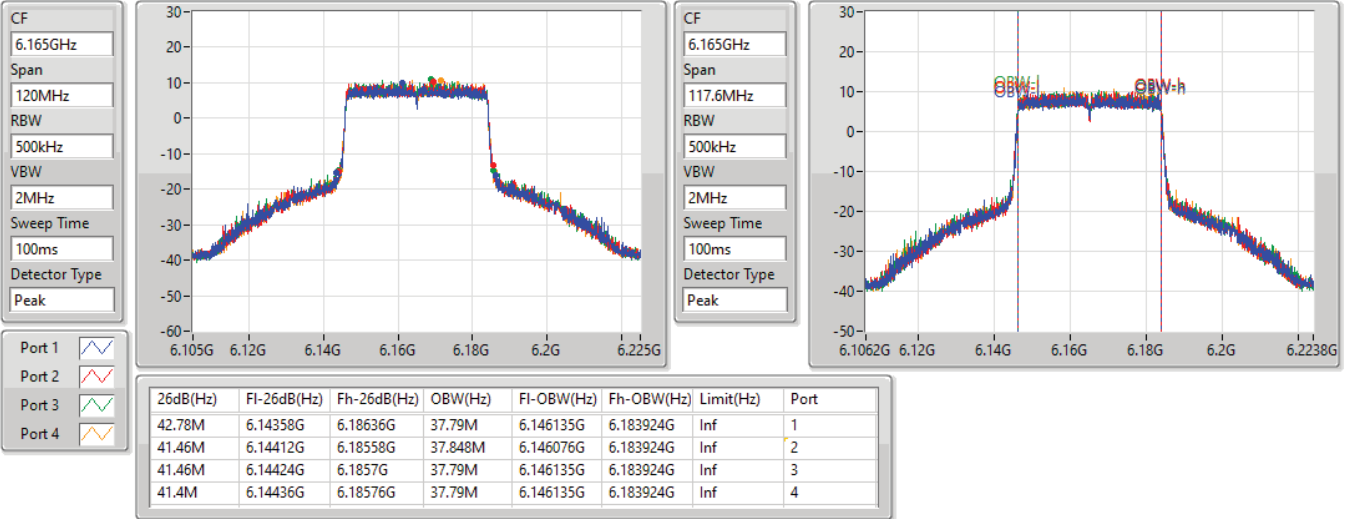 CF
6.165GHz
Span
120MHz
RBW
500kHz
VBW
2MHz
Sweep Time
100ms
Detector Type
Peak
30
20
10
0
-10
-20
-30
-40
-50
-60
6.105G 6.12G 6.14G 6.16G 6.18G 6.2G 6.225G
CF
6.165GHz
Span
117.6MHz
RBW
500kHz
VBW
2MHz
Sweep Time
100ms
Detector Type
Peak
30
20
10
0
-10
-20
-30
-40
-50
OBW-l OBW-h
6.1062G 6.12G 6.14G 6.16G 6.18G 6.2G 6.2238G
Port 1
Port 2
Port 3
Port 4
26dB(Hz) Fl-26dB(Hz) Fh-26dB(Hz) OBW(Hz) Fl-OBW(Hz) Fh-OBW(Hz) Limit(Hz) Port
42.78M 6.14358G 6.18636G 37.79M 6.146135G 6.183924G Inf 1
41.46M 6.14412G 6.18558G 37.848M 6.146076G 6.183924G Inf 2
41.46M 6.14424G 6.1857G 37.79M 6.146135G 6.183924G Inf 3
41.4M 6.14436G 6.18576G 37.79M 6.146135G 6.183924G Inf 4